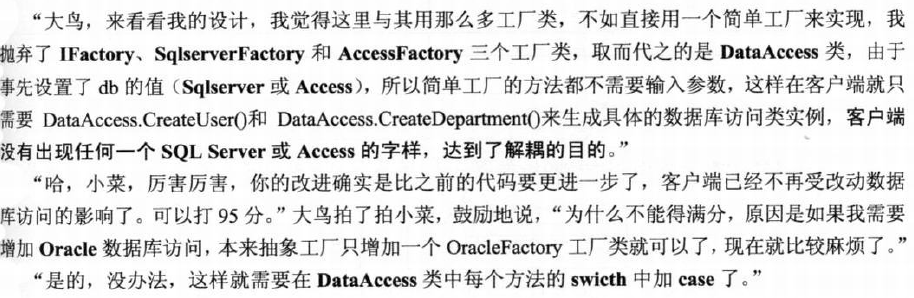 “大鸟，来看看我的设计，我觉得这里与其用那么多工厂类，不如直接用一个简单工厂来实现，我
抛弃了 IFactory、SqlserverFactory 和 AccessFactory 三个工厂类，取而代之的是 DataAccess 类，由于
事先设置了 db 的值（Sqlserver 或 Access），所以简单工厂的方法都不需要输入参数，这样在客户端就只
需要 DataAccess.CreateUser()和 DataAccess.CreateDepartment()来生成具体的数据库访问类实例，客户端
没有出现任何一个 SQL Server 或 Access 的字样，达到了解耦的目的。”
“哈，小菜，厉害厉害，你的改进确实是比之前的代码要更进一步了，客户端已经不再受改动数据
库访问的影响了。可以打 95 分。”大鸟拍了拍小菜，鼓励地说，“为什么不能得满分，原因是如果我需要
增加 Oracle 数据库访问，本来抽象工厂只增加一个 OracleFactory 工厂类就可以了，现在就比较麻烦了。”
“是的，没办法，这样就需要在 DataAccess 类中每个方法的 swicth 中加 case 了。”